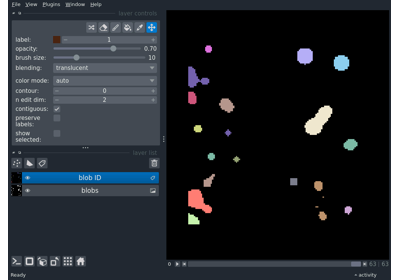 File View Plugins Window Help
layer controls
label: 1
opacity: 0.70
brush size: 10
blending: translucent
color mode: auto
contour: 0
n edit dim: 2
contiguous:
preserve
labels:
show
selected:
layer list
blob ID
blobs
63 | 63
Ready
activity